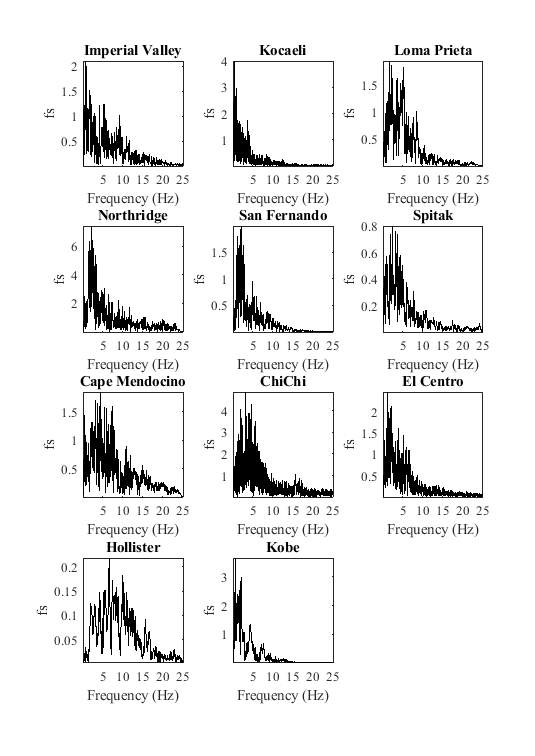 Imperial Valley
2
1.5
1
0.5
fs
5 10 15 20 25
Frequency (Hz)
Kocaeli
4
3
2
1
fs
5 10 15 20 25
Frequency (Hz)
Loma Prieta
1.5
1
0.5
fs
5 10 15 20 25
Frequency (Hz)
Northridge
6
4
2
fs
5 10 15 20 25
Frequency (Hz)
San Fernando
1.5
1
0.5
fs
5 10 15 20 25
Frequency (Hz)
Spitak
0.8
0.6
0.4
0.2
fs
5 10 15 20 25
Frequency (Hz)
Cape Mendocino
1.5
1
0.5
fs
5 10 15 20 25
Frequency (Hz)
ChiChi
4
3
2
1
fs
5 10 15 20 25
Frequency (Hz)
El Centro
2
1.5
1
0.5
fs
5 10 15 20 25
Frequency (Hz)
Hollister
0.2
0.15
0.1
0.05
fs
5 10 15 20 25
Frequency (Hz)
Kobe
3
2
1
fs
5 10 15 20 25
Frequency (Hz)